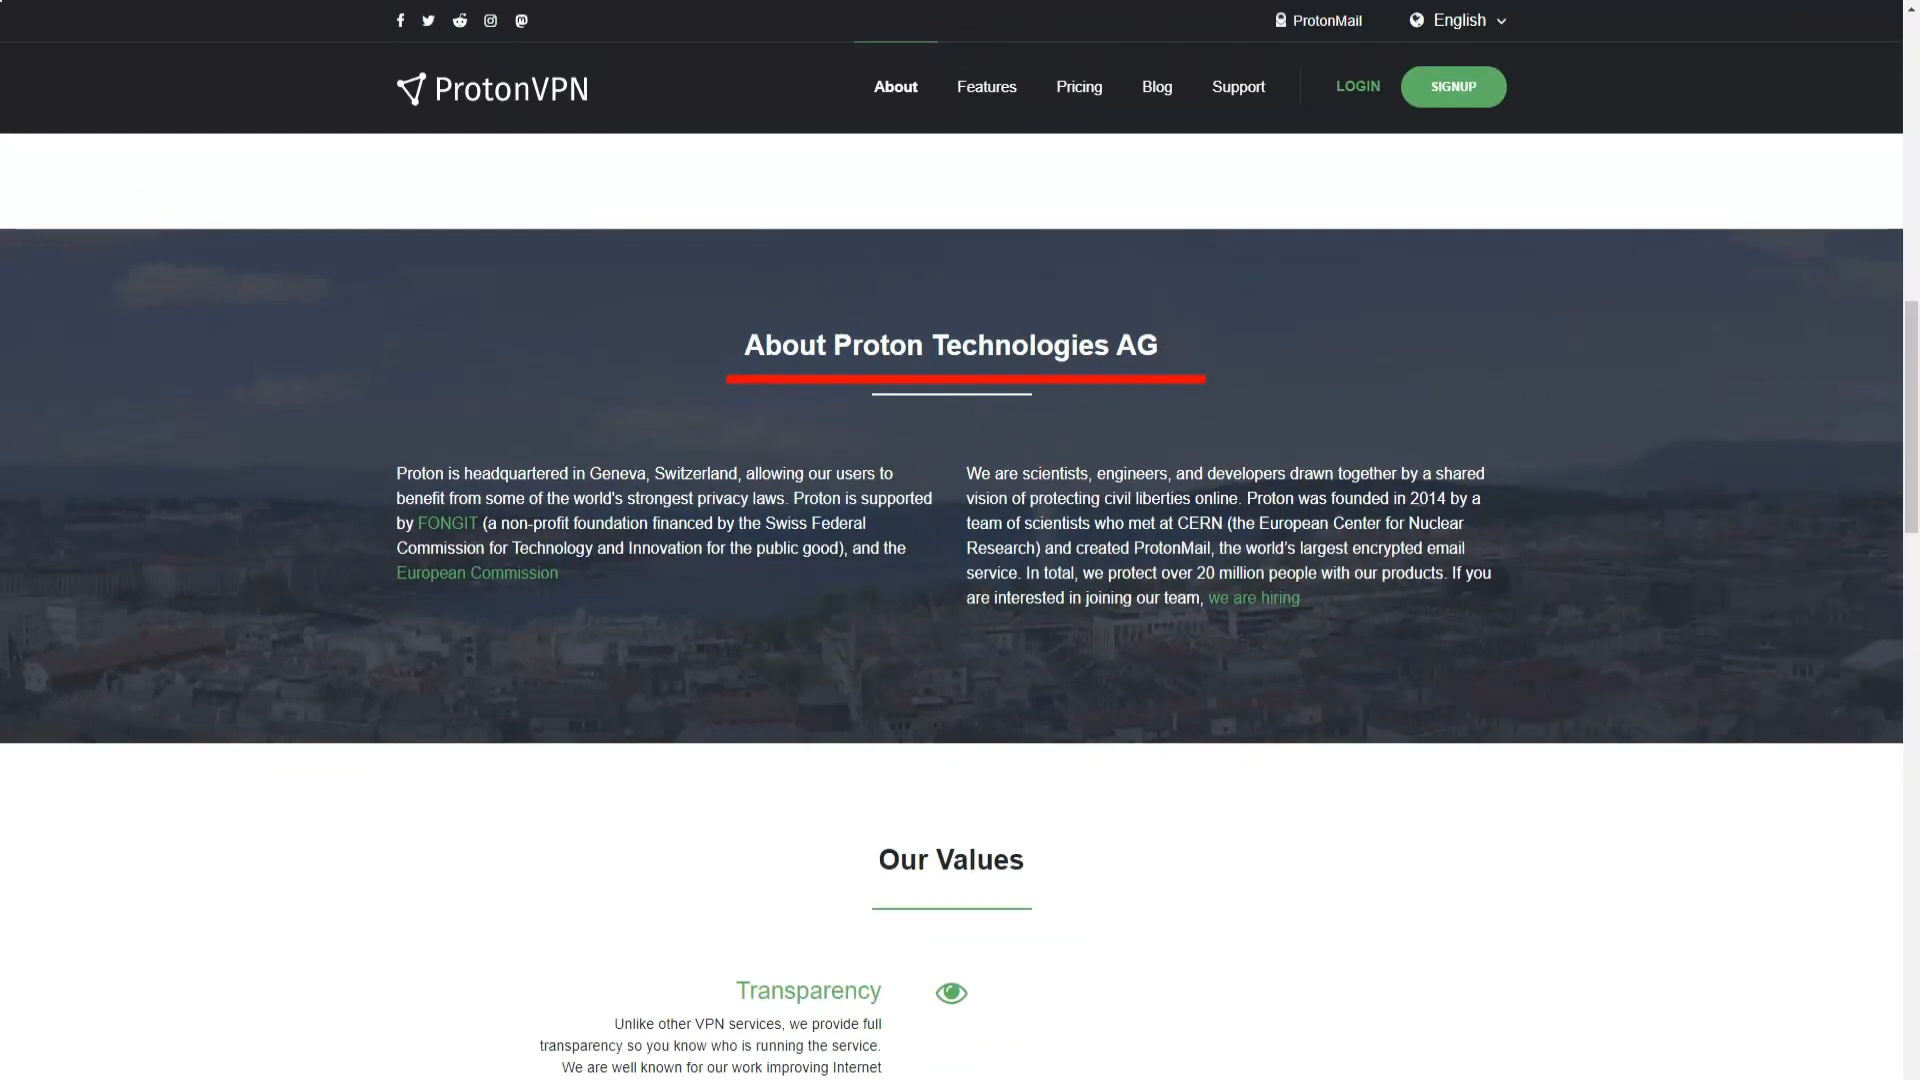 ProtonMail
English
ProtonVPN
About
Features
Pricing
Blog
Support
LOGIN
SIGNUP
About Proton Technologies AG
Proton is headquartered in Geneva, Switzerland, allowing our users to
benefit from some of the world's strongest privacy laws. Proton is supported
by FONGIT (a non-profit foundation financed by the Swiss Federal
Commission for Technology and Innovation for the public good), and the
European Commission
We are scientists, engineers, and developers drawn together by a shared
vision of protecting civil liberties online. Proton was founded in 2014 by a
team of scientists who met at CERN (the European Center for Nuclear
Research) and created ProtonMail, the world's largest encrypted email
service. In total, we protect over 20 million people with our products. If you
are interested in joining our team, we are hiring
Our Values
Transparency
Unlike other VPN services, we provide full
transparency so you know who is running the service.
We are well known for our work improving Internet